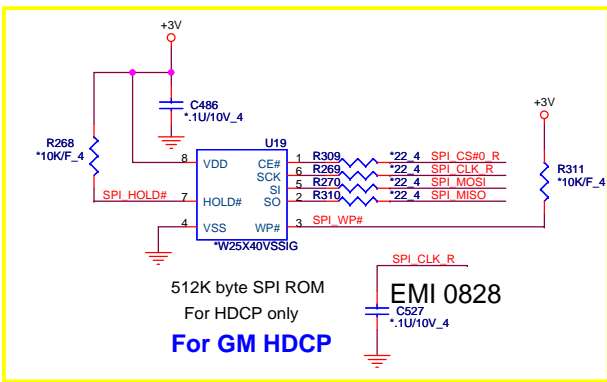 +3V
C486
*.1U/10V_4
R268
*10K/F_4
U19
+3V
R309 *22_4 SPI_CS#0_R
8 VDD CE# 1
R269 *22_4 SPI_CLK_R
SCK 6
R270 *22_4 SPI_MOSI
SI 5
R310 *22_4 SPI_MISO
SPI_HOLD# 7 HOLD# SO 2
R311
*10K/F_4
4 VSS WP# 3 SPI_WP#
*W25X40VSSIG
SPI_CLK_R
512K byte SPI ROM
For HDCP only
For GM HDCP
EMI 0828
C527
*.1U/10V_4